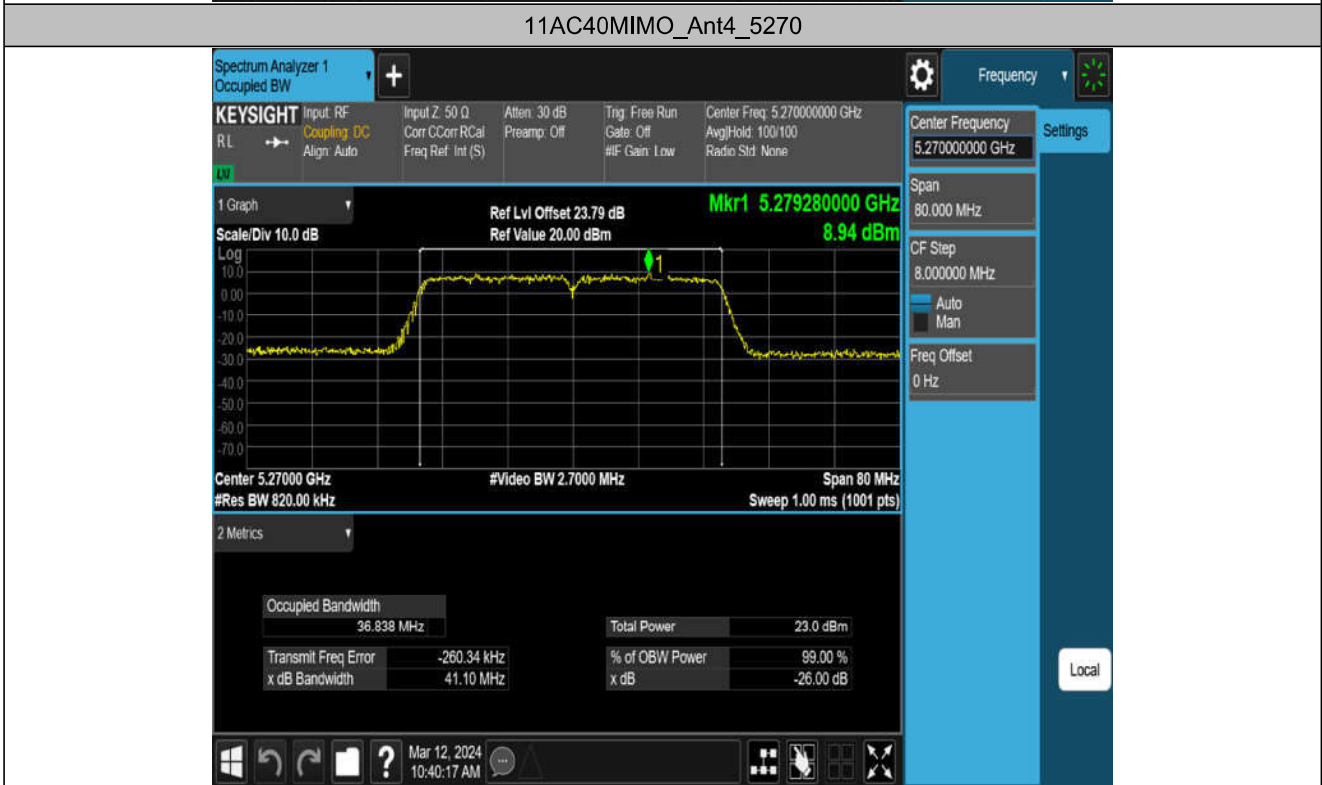 11AC40MIMO_Ant4_5270
Spectrum Analyzer 1
Occupied BW
+
Frequency
KEYSIGHT
RL
LXI
Input: RF
Coupling: DC
Align: Auto
Input Z: 50 Ω
Corr CCorr RCal
Freq Ref: Int (S)
Atten: 30 dB
Preamp: Off
Trig: Free Run
Gate: Off
#IF Gain: Low
Center Freq: 5.270000000 GHz
Avg|Hold: 100/100
Radio Std: None
Center Frequency
5.270000000 GHz
Settings
Span
80.000 MHz
CF Step
8.000000 MHz
Auto
Man
Freq Offset
0 Hz
Local
1 Graph
Scale/Div 10.0 dB
Ref Lvl Offset 23.79 dB
Ref Value 20.00 dBm
Mkr1 5.279280000 GHz
8.94 dBm
Log
10.0
0.00
-10.0
-20.0
-30.0
-40.0
-50.0
-60.0
-70.0
1
Center 5.27000 GHz
#Res BW 820.00 kHz
#Video BW 2.7000 MHz
Span 80 MHz
Sweep 1.00 ms (1001 pts)
2 Metrics
Occupied Bandwidth
36.838 MHz
Total Power 23.0 dBm
Transmit Freq Error -260.34 kHz
% of OBW Power 99.00 %
x dB Bandwidth 41.10 MHz
x dB -26.00 dB
?
Mar 12, 2024
10:40:17 AM